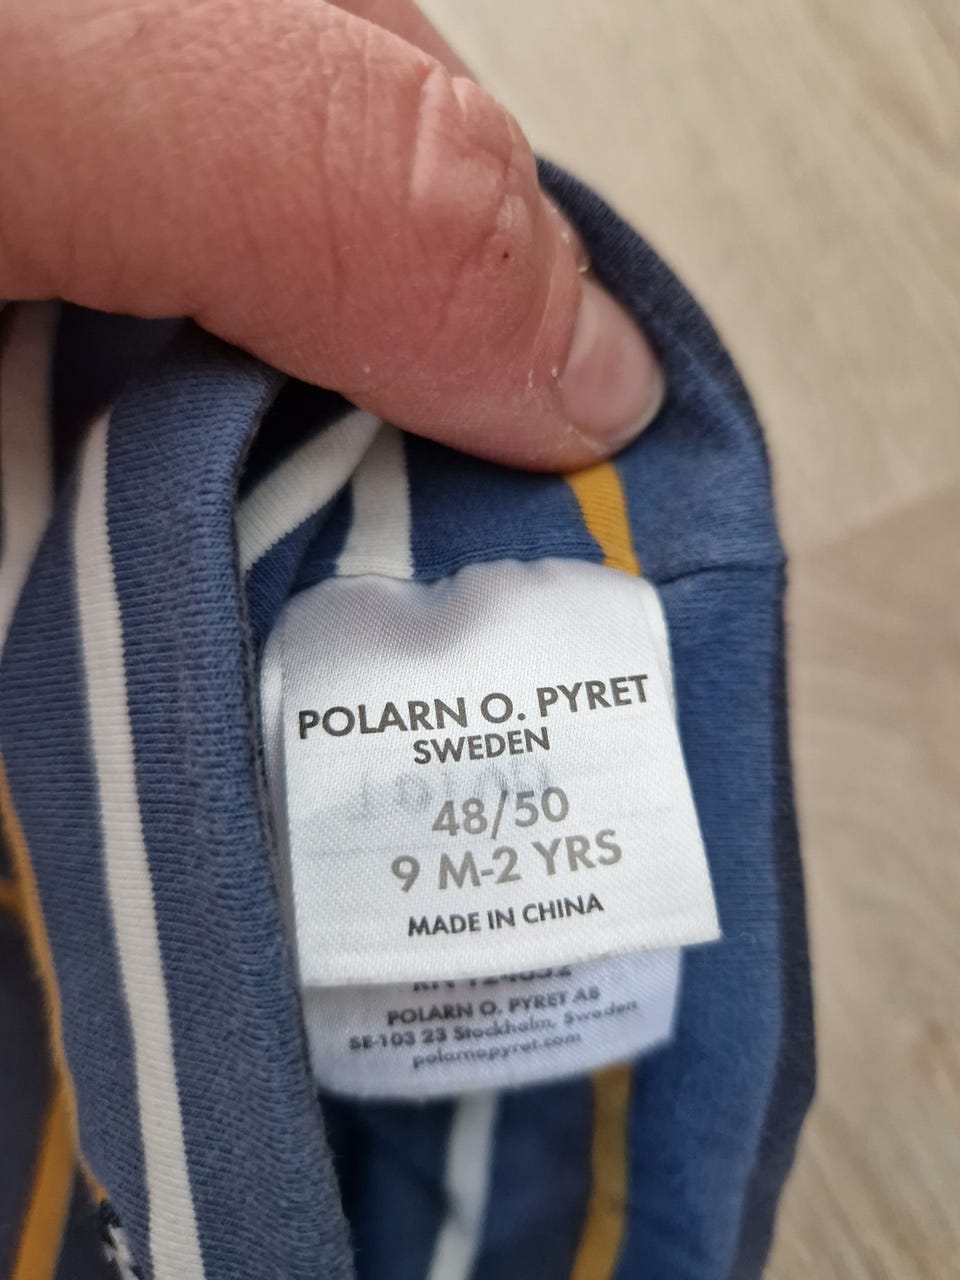 POLARN O. PYRET
SWEDEN
48/50
9 M-2 YRS
MADE IN CHINA
POLARN O. PYRET AB
SE-103 23 Stockholm, Sweden
polarnopyret.com